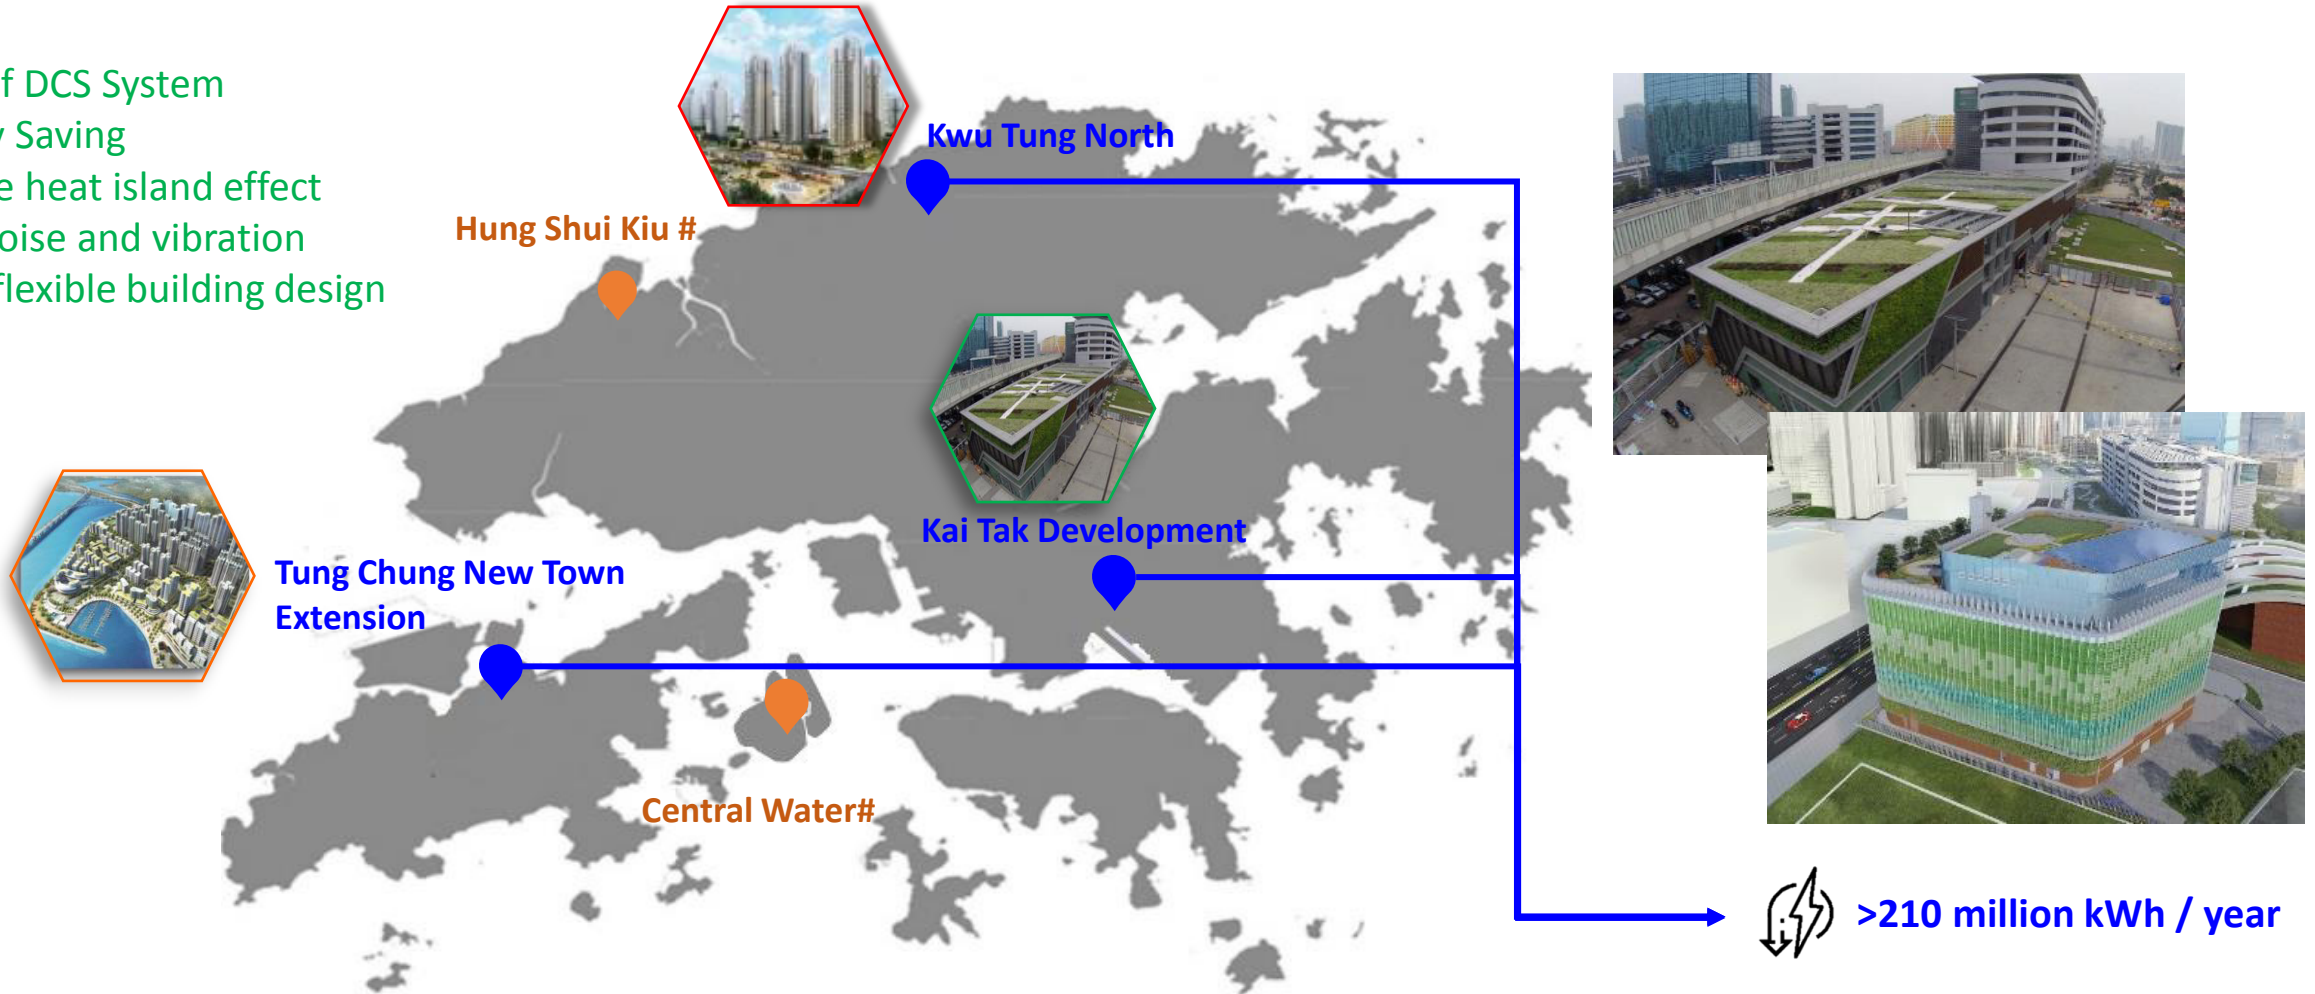 f DCS System
Saving
e heat island effect
oise and vibration
flexible building design
Kwu Tung North
Hung Shui Kiu #
Kai Tak Development
Tung Chung New Town
Extension
Central Water#
>210 million kWh / year